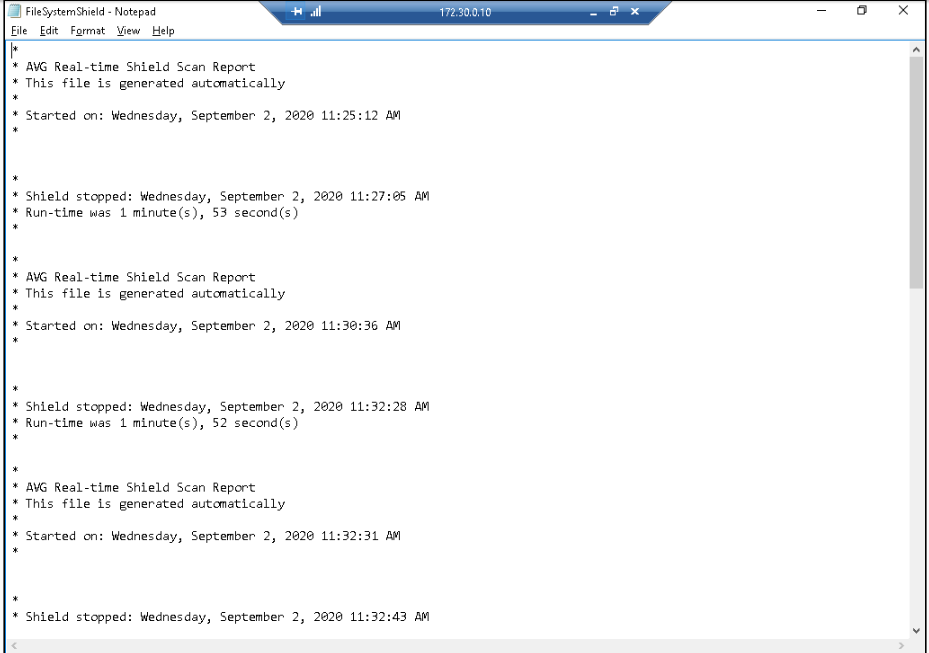 FileSystemShield - Notepad
172.30.0.10
File Edit Format View Help
*
* AVG Real-time Shield Scan Report
* This file is generated automatically
*
* Started on: Wednesday, September 2, 2020 11:25:12 AM
*
*
* Shield stopped: Wednesday, September 2, 2020 11:27:05 AM
* Run-time was 1 minute(s), 53 second(s)
*
*
* AVG Real-time Shield Scan Report
* This file is generated automatically
*
* Started on: Wednesday, September 2, 2020 11:30:36 AM
*
*
* Shield stopped: Wednesday, September 2, 2020 11:32:28 AM
* Run-time was 1 minute(s), 52 second(s)
*
*
* AVG Real-time Shield Scan Report
* This file is generated automatically
*
* Started on: Wednesday, September 2, 2020 11:32:31 AM
*
*
* Shield stopped: Wednesday, September 2, 2020 11:32:43 AM